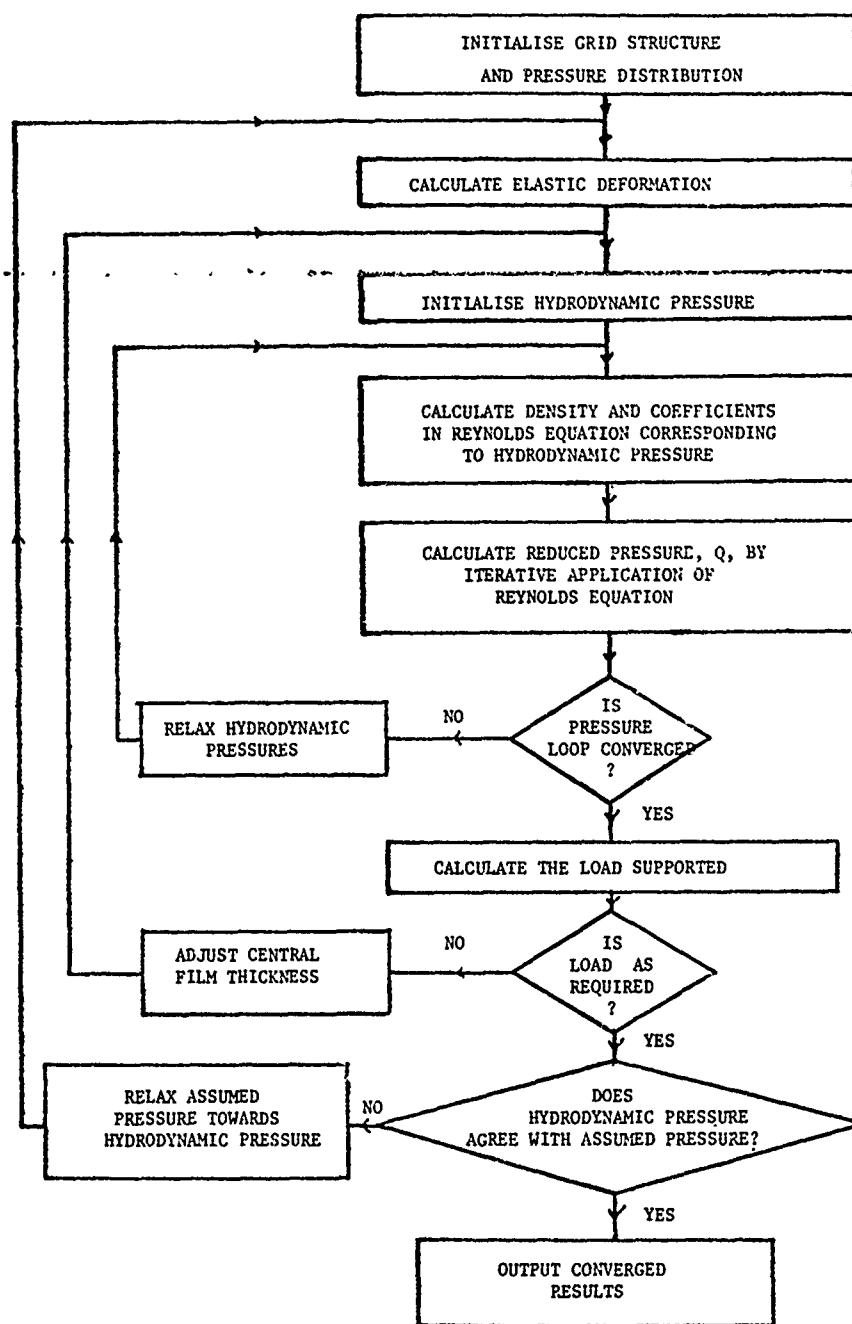 INITIALISE GRID STRUCTURE
AND PRESSURE DISTRIBUTION
CALCULATE ELASTIC DEFORMATION
INITIALISE HYDRODYNAMIC PRESSURE
CALCULATE DENSITY AND COEFFICIENTS
IN REYNOLDS EQUATION CORRESPONDING
TO HYDRODYNAMIC PRESSURE
CALCULATE REDUCED PRESSURE, Q, BY
ITERATIVE APPLICATION OF
REYNOLDS EQUATION
IS
PRESSURE
LOOP CONVERGED
?
NO
RELAX HYDRODYNAMIC
PRESSURES
YES
CALCULATE THE LOAD SUPPORTED
IS
LOAD AS
REQUIRED
?
NO
ADJUST CENTRAL
FILM THICKNESS
YES
DOES
HYDRODYNAMIC PRESSURE
AGREE WITH ASSUMED PRESSURE?
NO
RELAX ASSUMED
PRESSURE TOWARDS
HYDRODYNAMIC PRESSURE
YES
OUTPUT CONVERGED
RESULTS